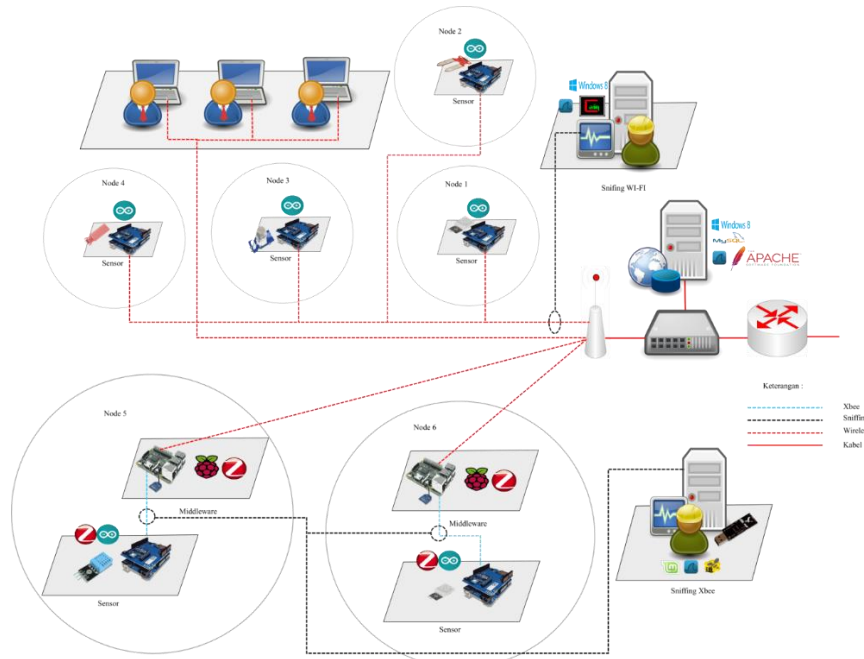 Node 2
Sensor
Windows 8
Snifing WI-FI
Node 4
Sensor
Node 3
Sensor
Node 1
Sensor
Windows 8
MySQL
APACHE
Keterangan :
Xbee
Sniffin
Wirele
Kabel
Node 5
Middleware
Sensor
Node 6
Middleware
Sensor
Sniffing Xbee